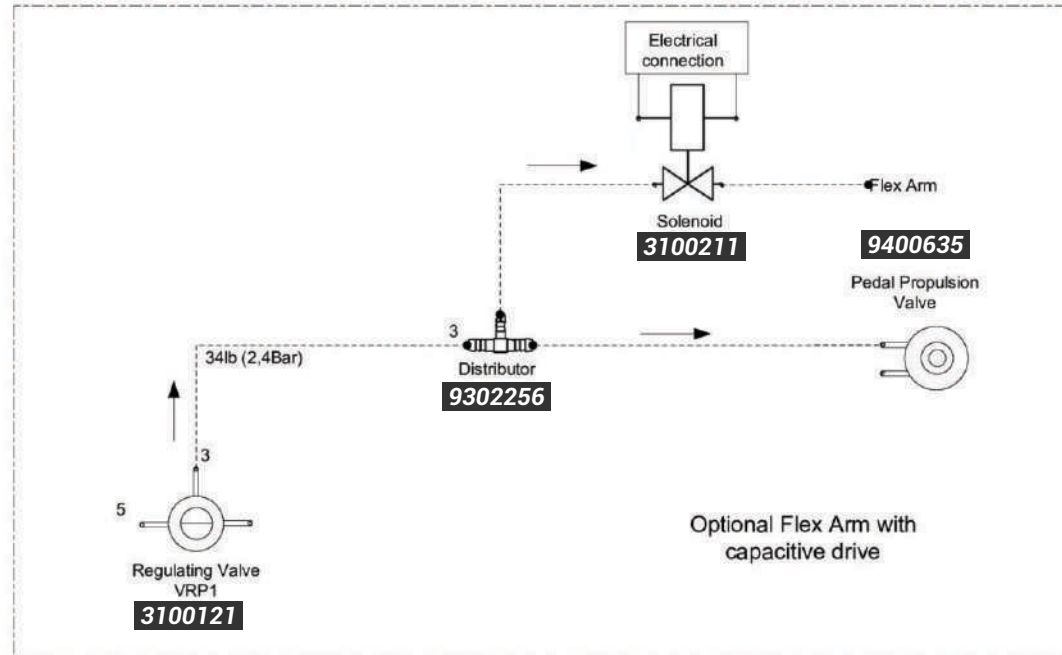 Electrical
connection
Flex Arm
Solenoid
3100211
9400635
Pedal Propulsion
Valve
3
34lb (2,4Bar)
Distributor
9302256
3
5
Optional Flex Arm with
capacitive drive
Regulating Valve
VRP1
3100121